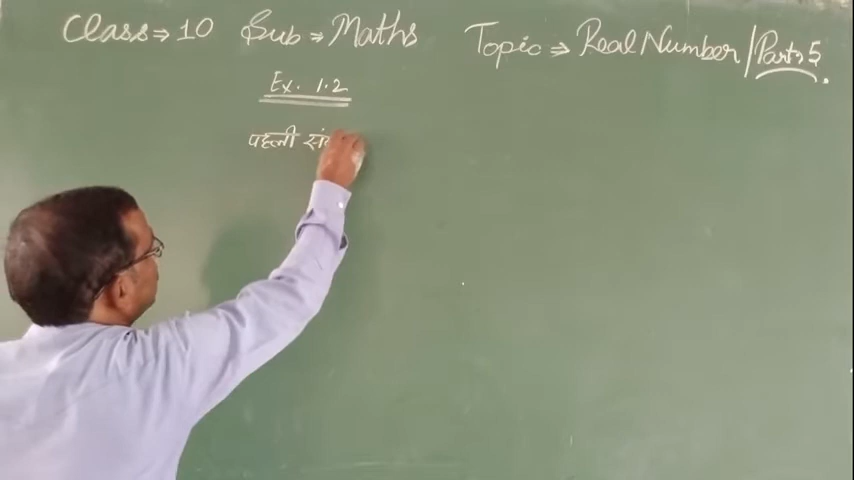 Class ⇒ 10 Sub ⇒ Maths Topic ⇒ Real Number / Part ⇒ 5.
Ex. 1.2
पहली